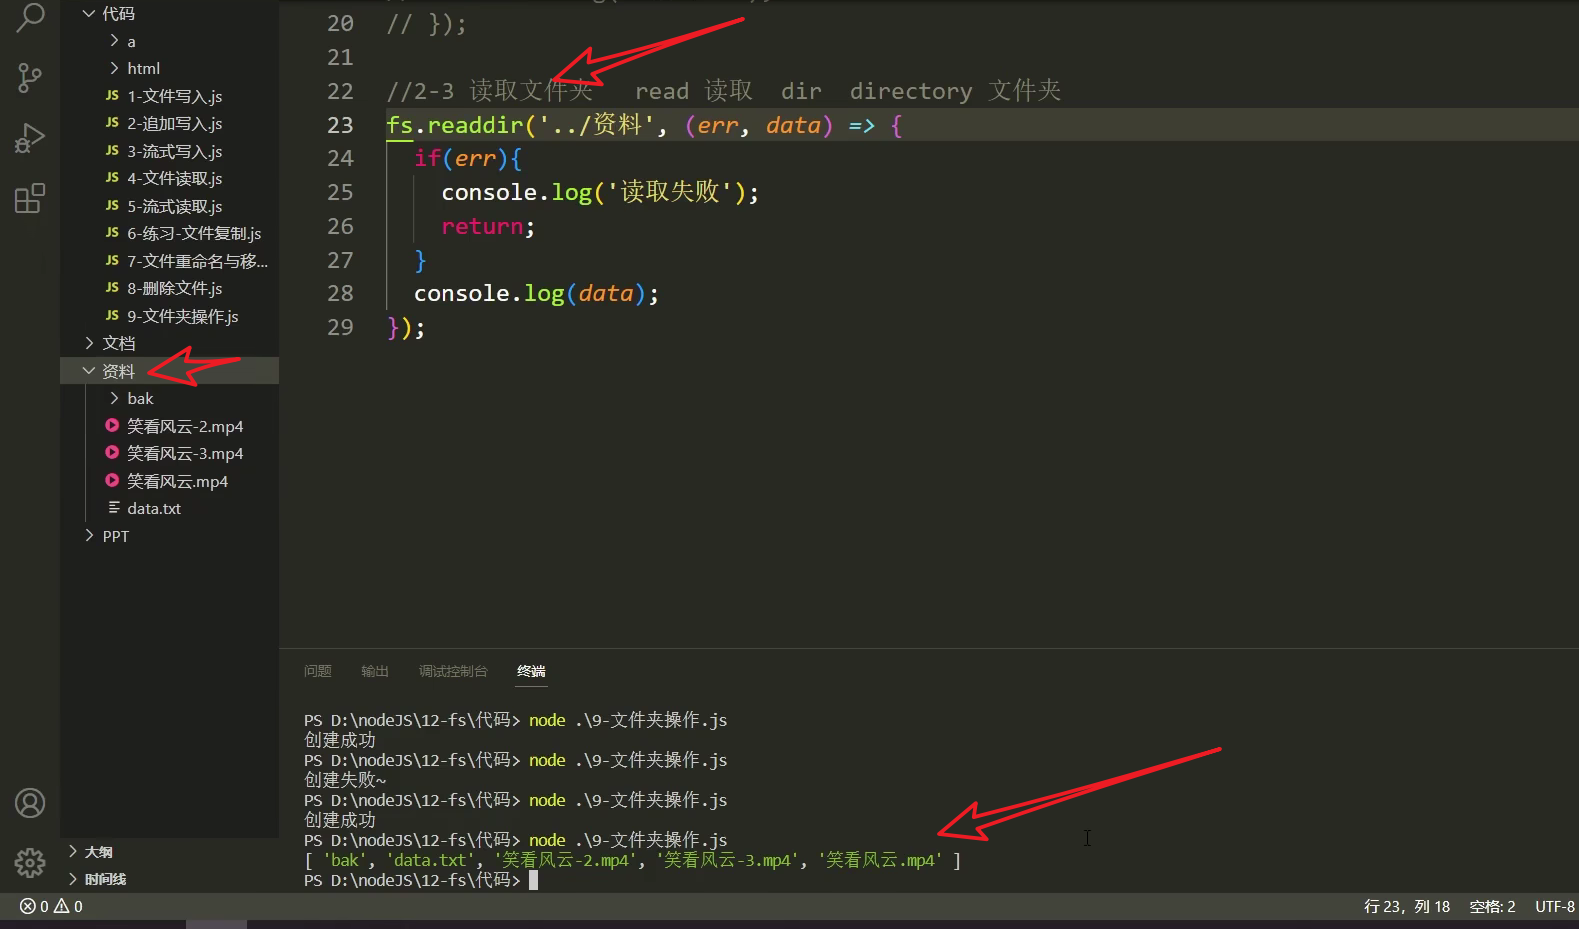 代码
a
html
JS 1-文件写入.js
JS 2-追加写入.js
JS 3-流式写入.js
JS 4-文件读取.js
JS 5-流式读取.js
JS 6-练习-文件复制.js
JS 7-文件重命名与移...
JS 8-删除文件.js
JS 9-文件夹操作.js
文档
资料
bak
笑看风云-2.mp4
笑看风云-3.mp4
笑看风云.mp4
data.txt
PPT
大纲
时间线
20 // });
21
22 //2-3 读取文件夹 read 读取 dir directory 文件夹
23 fs.readdir('../资料', (err, data) => {
24 if(err){
25 console.log('读取失败');
26 return;
27 }
28 console.log(data);
29 });
问题 输出 调试控制台 终端
PS D:\nodeJS\12-fs\代码> node .\9-文件夹操作.js
创建成功
PS D:\nodeJS\12-fs\代码> node .\9-文件夹操作.js
创建失败~
PS D:\nodeJS\12-fs\代码> node .\9-文件夹操作.js
创建成功
PS D:\nodeJS\12-fs\代码> node .\9-文件夹操作.js
[ 'bak', 'data.txt', '笑看风云-2.mp4', '笑看风云-3.mp4', '笑看风云.mp4' ]
PS D:\nodeJS\12-fs\代码>
0 0 行 23，列 18 空格: 2 UTF-8